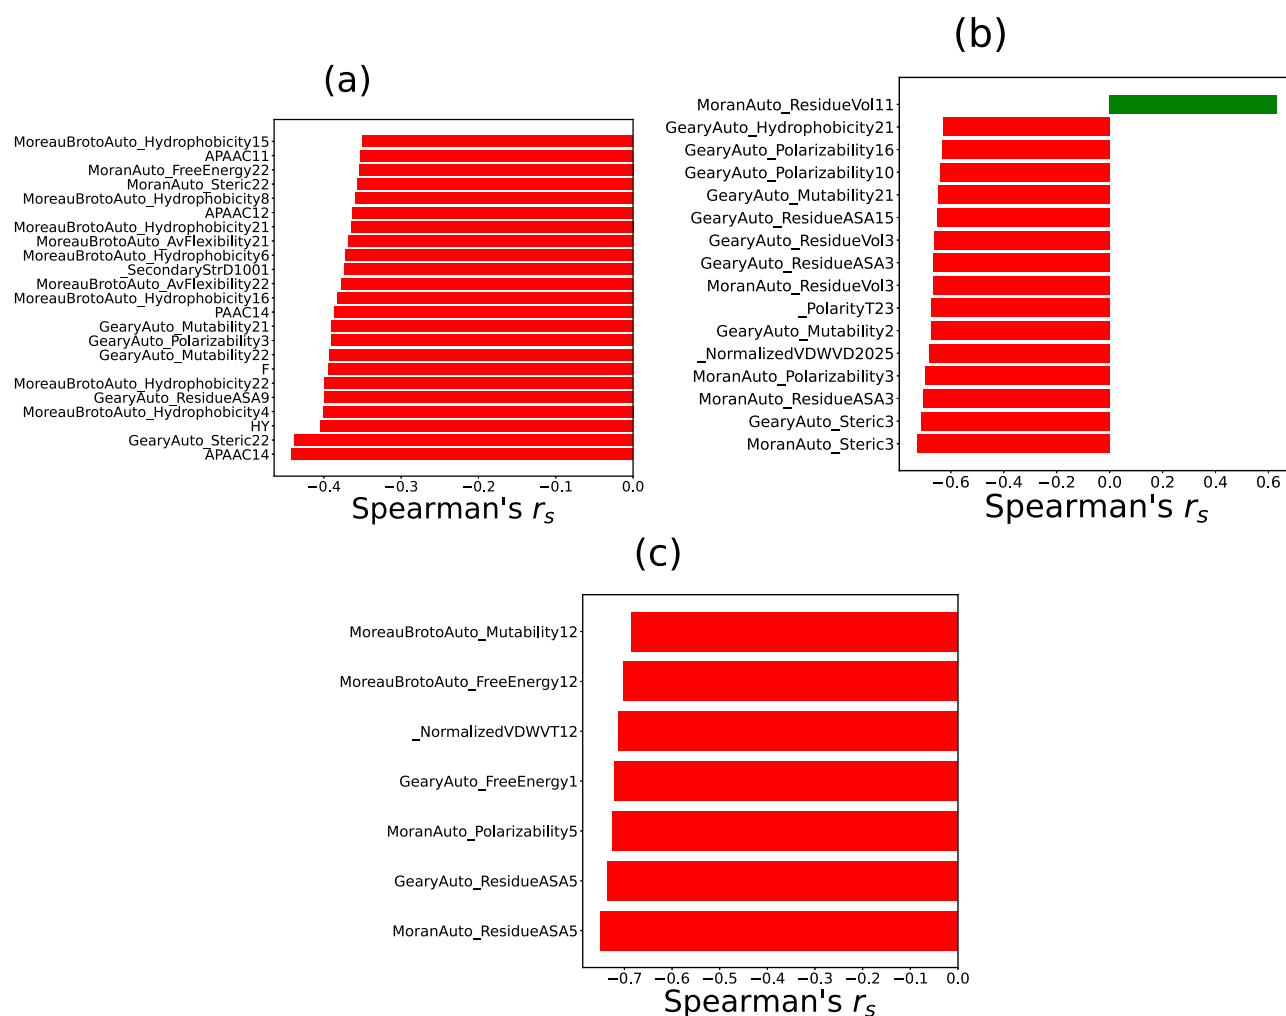 (a)
MoreauBrotoAuto_Hydrophobicity15
APAAC11
MoranAuto_FreeEnergy22
MoranAuto_Steric22
MoreauBrotoAuto_Hydrophobicity8
APAAC12
MoreauBrotoAuto_Hydrophobicity21
MoreauBrotoAuto_AvFlexibility21
MoreauBrotoAuto_Hydrophobicity6
_SecondaryStrD1001
MoreauBrotoAuto_AvFlexibility22
MoreauBrotoAuto_Hydrophobicity16
PAAC14
GearyAuto_Mutability21
GearyAuto_Polarizability3
GearyAuto_Mutability22
F
MoreauBrotoAuto_Hydrophobicity22
GearyAuto_ResidueASA9
MoreauBrotoAuto_Hydrophobicity4
HY
GearyAuto_Steric22
APAAC14
−0.4 −0.3 −0.2 −0.1 0.0
Spearman's r_s
(b)
MoranAuto_ResidueVol11
GearyAuto_Hydrophobicity21
GearyAuto_Polarizability16
GearyAuto_Polarizability10
GearyAuto_Mutability21
GearyAuto_ResidueASA15
GearyAuto_ResidueVol3
GearyAuto_ResidueASA3
MoranAuto_ResidueVol3
_PolarityT23
GearyAuto_Mutability2
_NormalizedVDWVD2025
MoranAuto_Polarizability3
MoranAuto_ResidueASA3
GearyAuto_Steric3
MoranAuto_Steric3
−0.6 −0.4 −0.2 0.0 0.2 0.4 0.6
Spearman's r_s
(c)
MoreauBrotoAuto_Mutability12
MoreauBrotoAuto_FreeEnergy12
_NormalizedVDWVT12
GearyAuto_FreeEnergy1
MoranAuto_Polarizability5
GearyAuto_ResidueASA5
MoranAuto_ResidueASA5
−0.7 −0.6 −0.5 −0.4 −0.3 −0.2 −0.1 0.0
Spearman's r_s